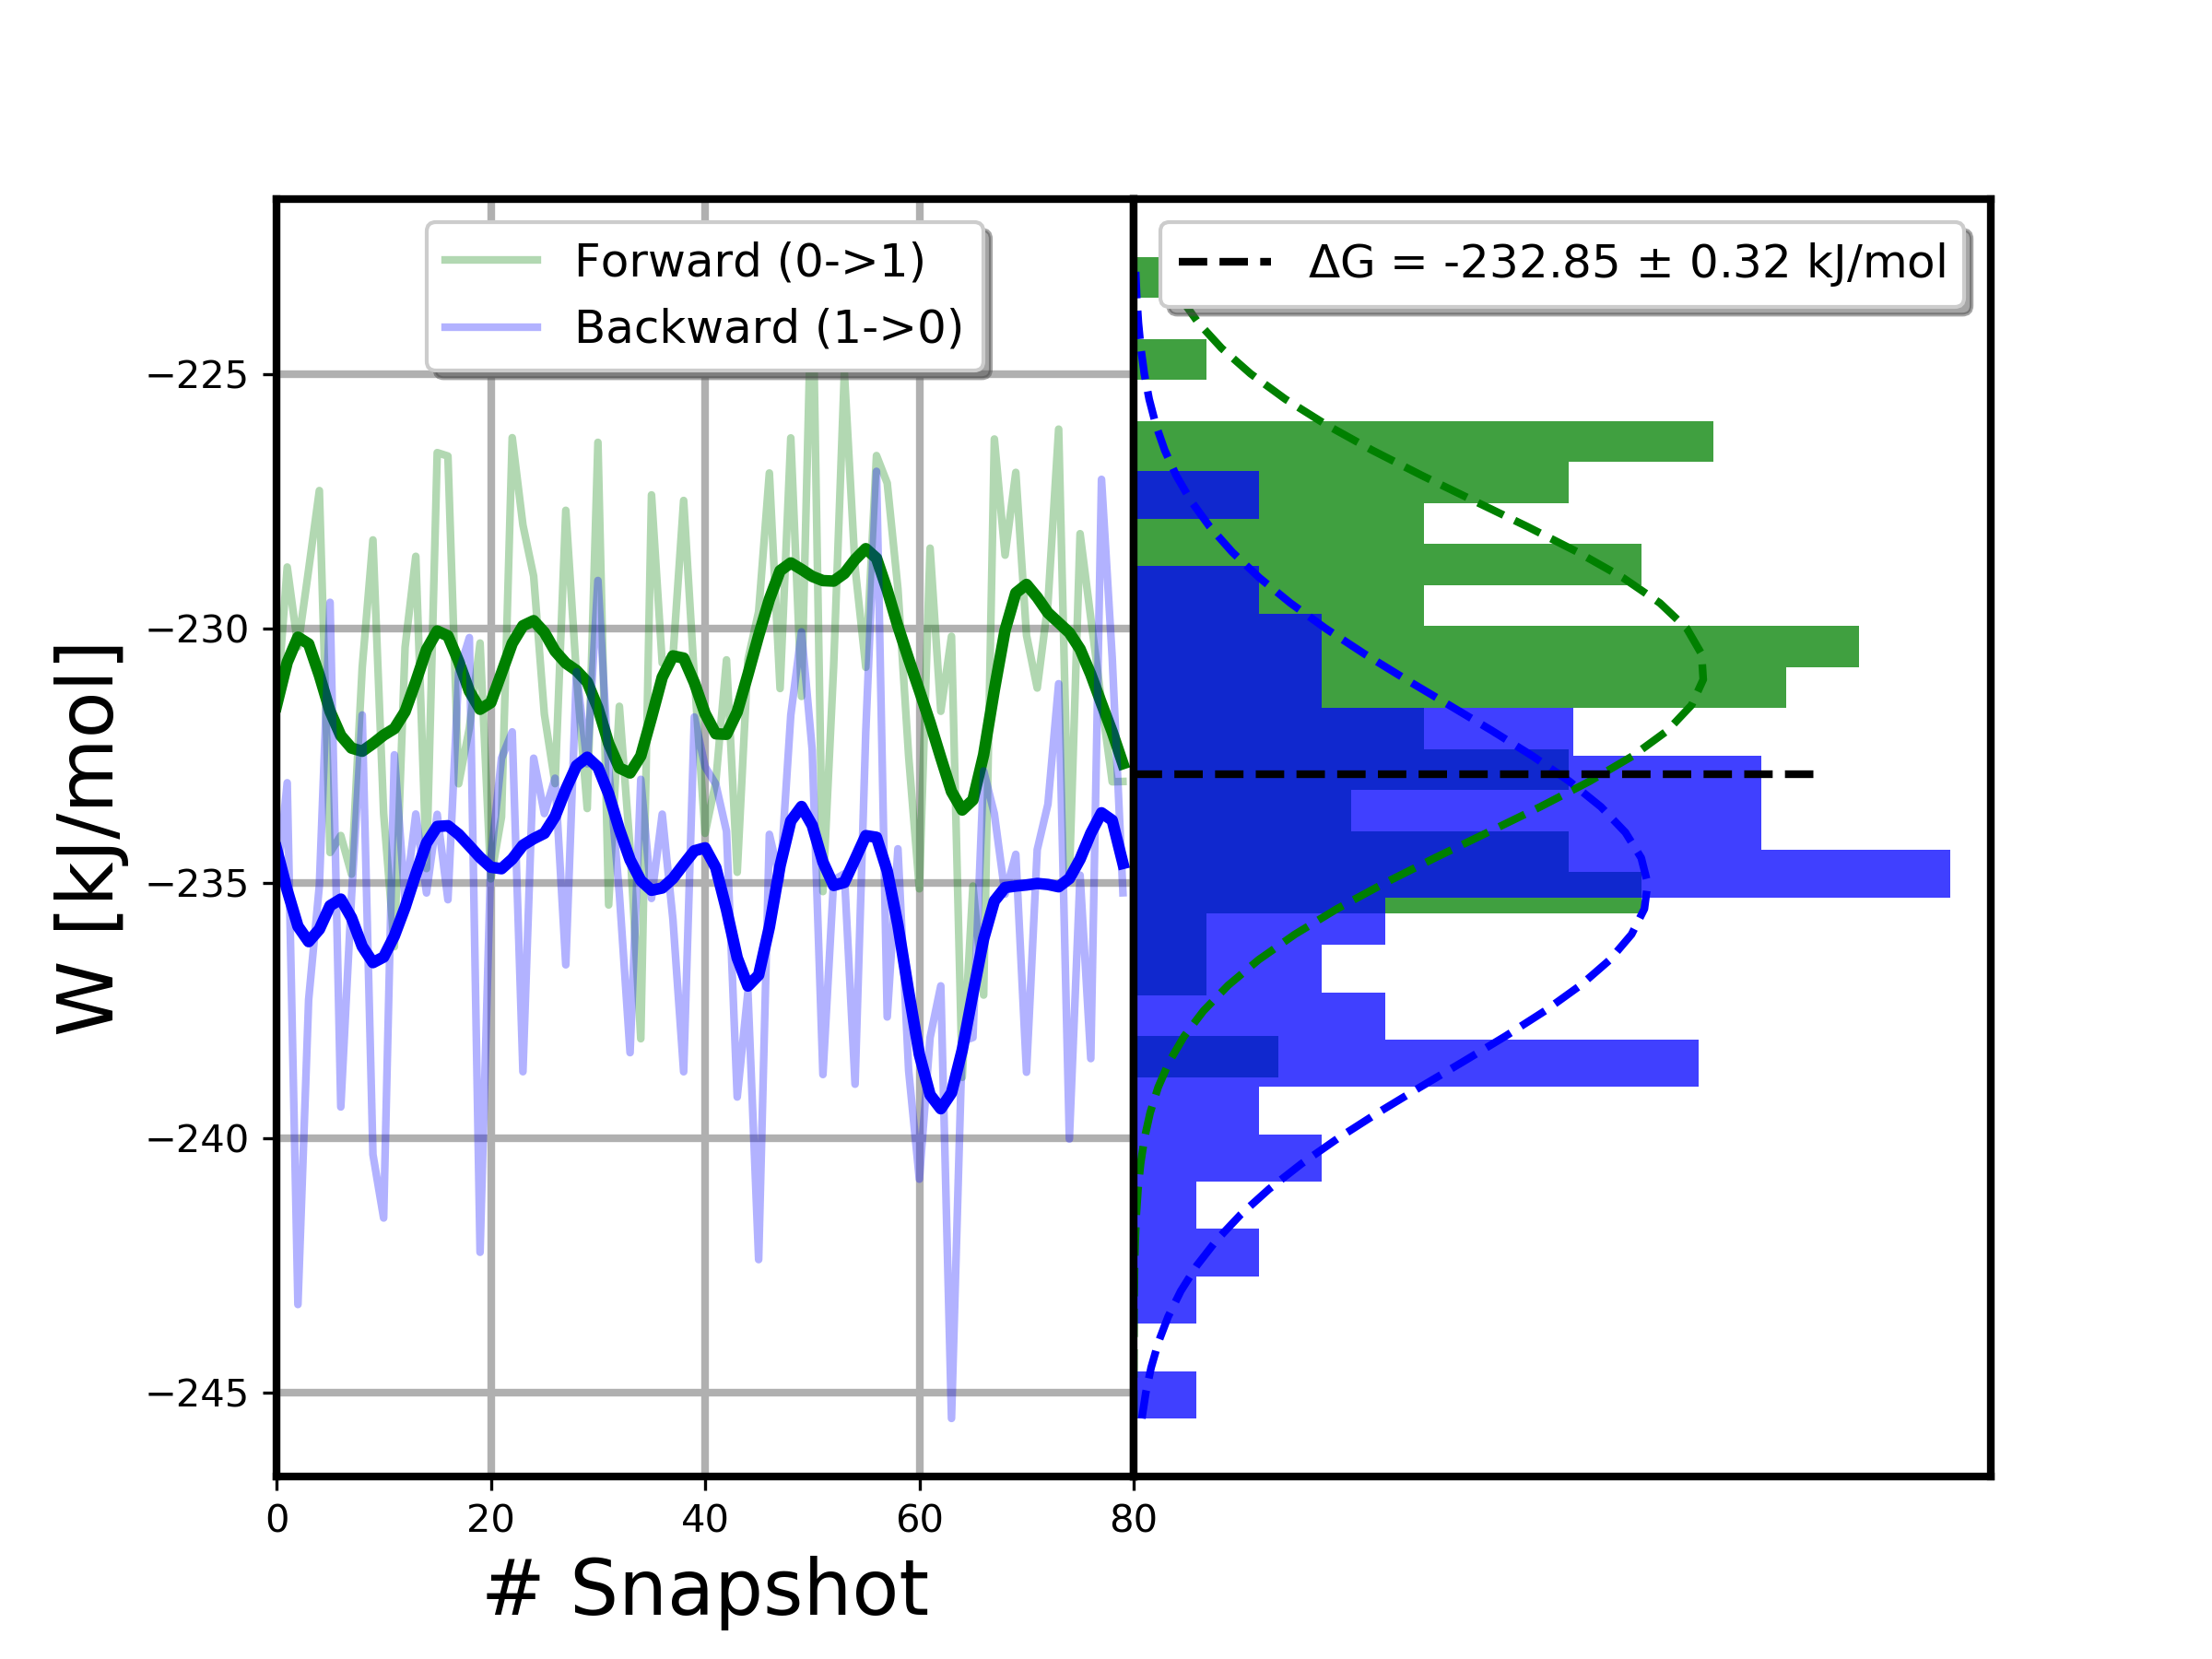 Forward (0->1)
Backward (1->0)
ΔG = -232.85 ± 0.32 kJ/mol
W [kJ/mol]
−225
−230
−235
−240
−245
0 20 40 60 80
# Snapshot